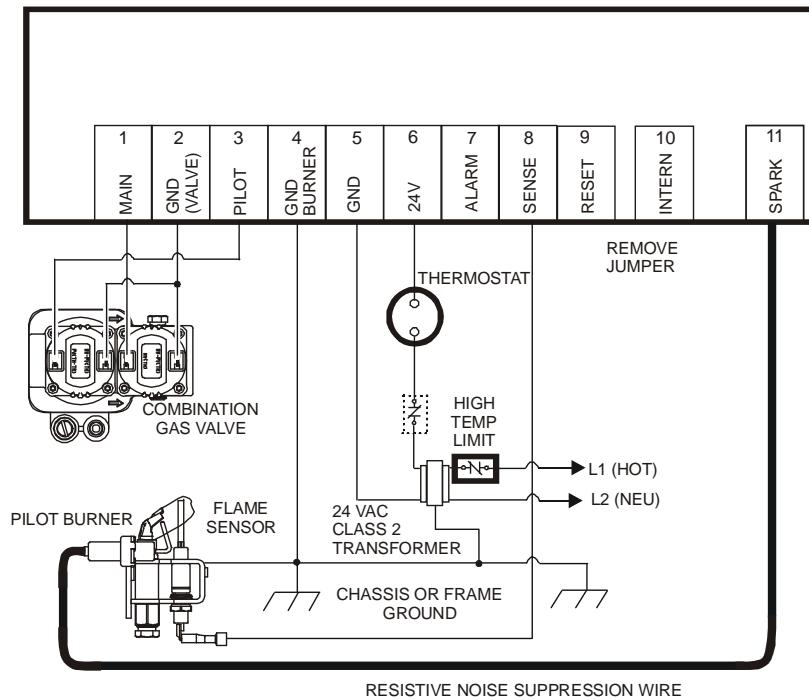 1
2
3
4
5
6
7
8
9
10
11
MAIN
GND
(VALVE)
PILOT
GND
BURNER
GND
24V
ALARM
SENSE
RESET
INTERN
SPARK
REMOVE
JUMPER
THERMOSTAT
COMBINATION
GAS VALVE
HIGH
TEMP
LIMIT
L1 (HOT)
L2 (NEU)
24 VAC
CLASS 2
TRANSFORMER
PILOT BURNER
FLAME
SENSOR
CHASSIS OR FRAME
GROUND
RESISTIVE NOISE SUPPRESSION WIRE